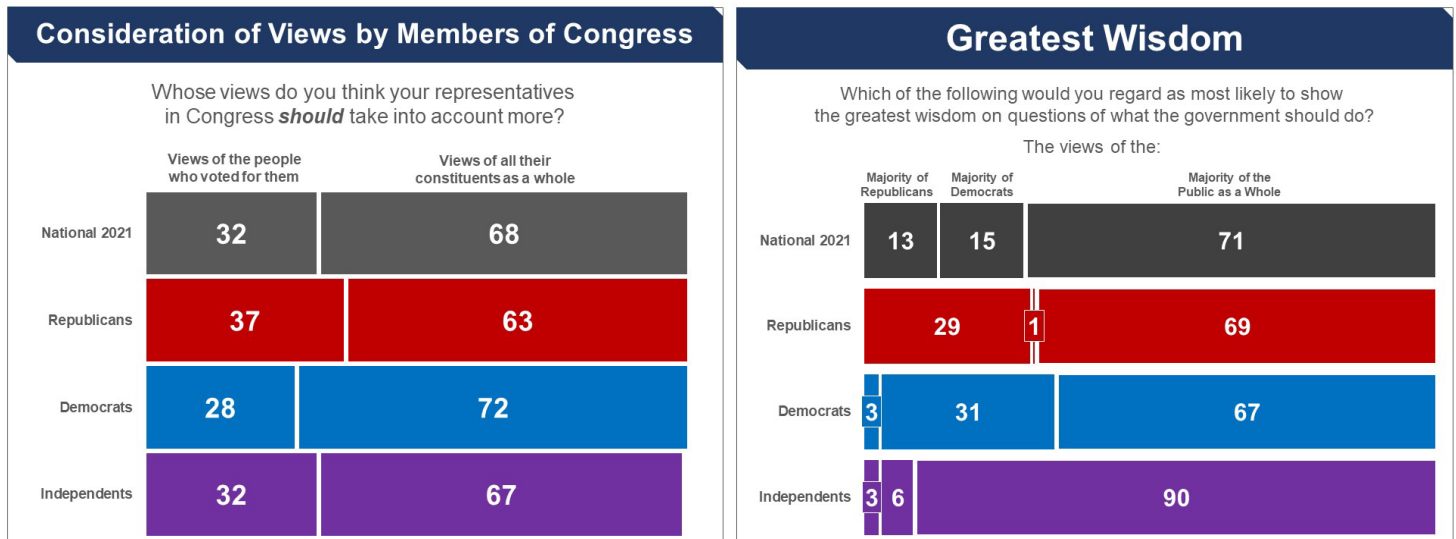 Consideration of Views by Members of Congress
Whose views do you think your representatives
in Congress should take into account more?
Views of the people
who voted for them
Views of all their
constituents as a whole
National 2021
32
68
Republicans
37
63
Democrats
28
72
Independents
32
67
Greatest Wisdom
Which of the following would you regard as most likely to show
the greatest wisdom on questions of what the government should do?
The views of the:
Majority of
Republicans
Majority of
Democrats
Majority of the
Public as a Whole
National 2021
13
15
71
Republicans
29
1
69
Democrats
3
31
67
Independents
3
6
90